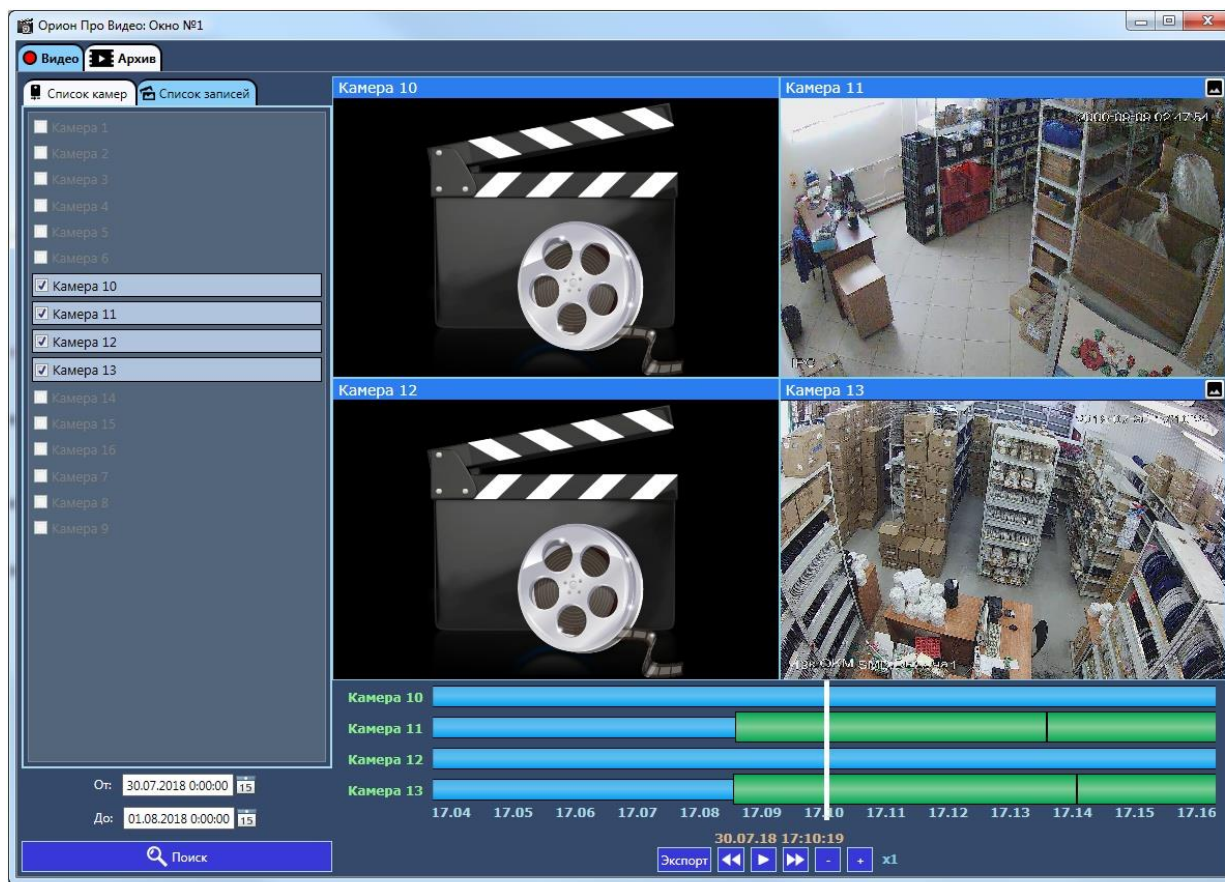 Орион Про Видео: Окно №1
Видео Архив
Список камер Список записей
Камера 1
Камера 2
Камера 3
Камера 4
Камера 5
Камера 6
Камера 10
Камера 11
Камера 12
Камера 13
Камера 14
Камера 15
Камера 16
Камера 7
Камера 8
Камера 9
От: 30.07.2018 0:00:00 15
До: 01.08.2018 0:00:00 15
Поиск
Камера 10
Камера 11
IPC
Камера 12
Камера 13
Камера 10
Камера 11
Камера 12
Камера 13
17.04 17.05 17.06 17.07 17.08 17.09 17.10 17.11 17.12 17.13 17.14 17.15 17.16
30.07.18 17:10:19
Экспорт - + x1